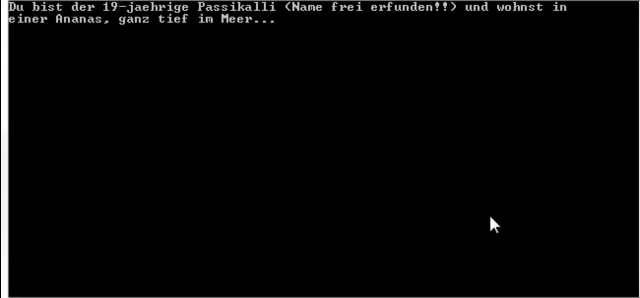 Du bist der 19-jaehrige Passikalli (Name frei erfunden!!) und wohnst in
einer Ananas, ganz tief im Meer...